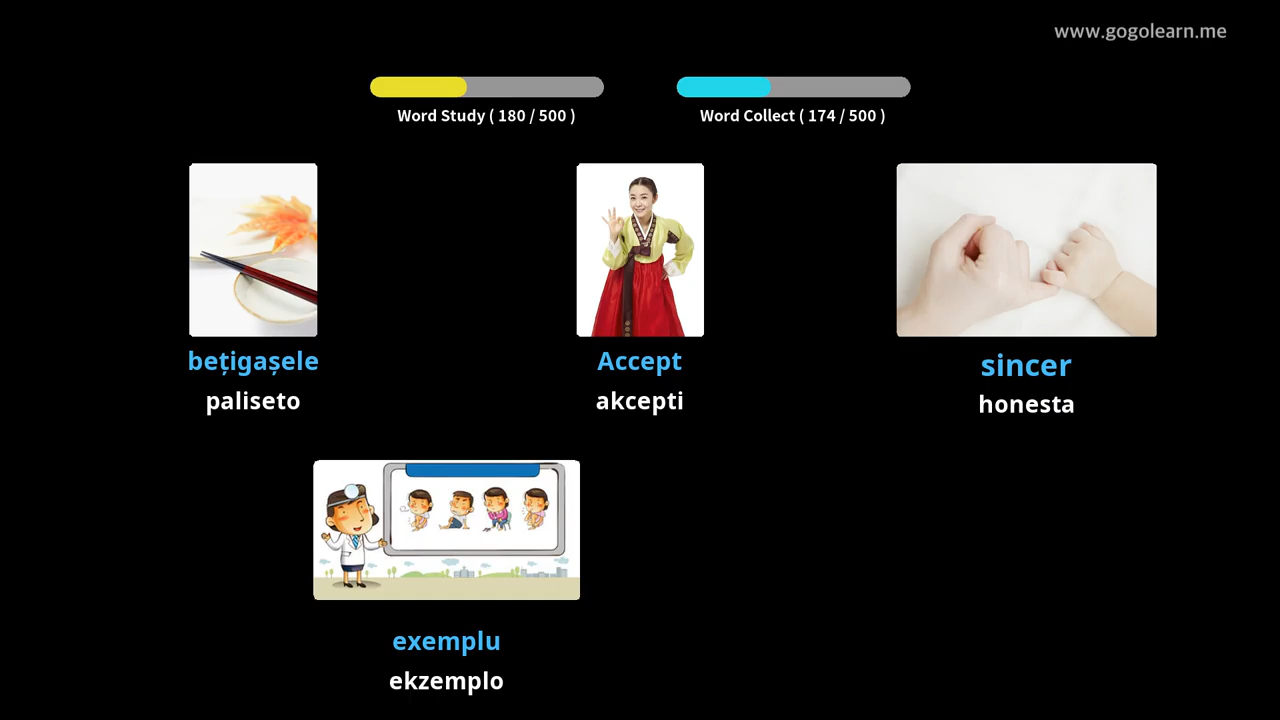 www.gogolearn.me
Word Study ( 180 / 500 )
Word Collect ( 174 / 500 )
bețigașele
paliseto
Accept
akcepti
sincer
honesta
exemplu
ekzemplo